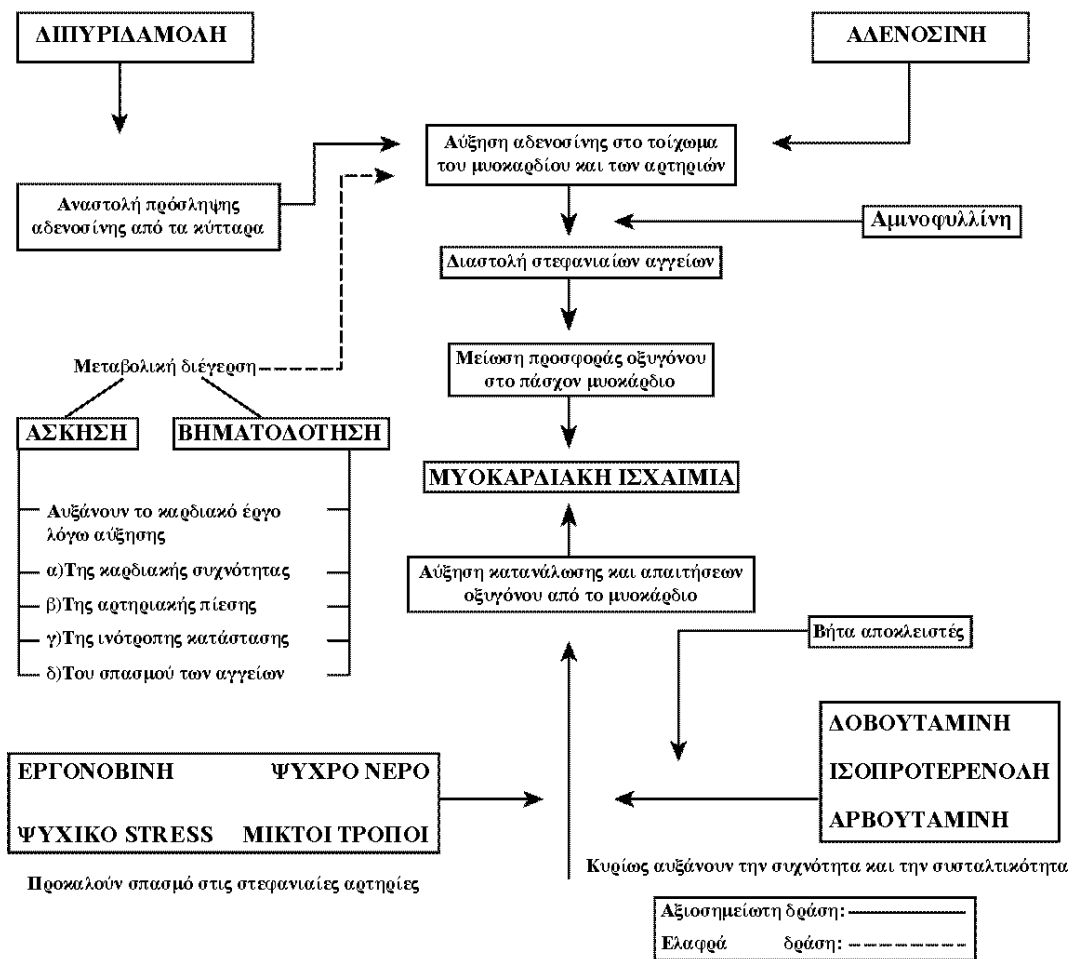 ΔΙΠΥΡΙΔΑΜΟΛΗ
ΑΔΕΝΟΣΙΝΗ
Αύξηση αδενοσίνης στο τοίχωμα
του μυοκαρδίου και των αρτηριών
Αναστολή πρόσληψης
αδενοσίνης από τα κύτταρα
Αμινοφυλλίνη
Διαστολή στεφανιαίων αγγείων
Μείωση προσφοράς οξυγόνου
στο πάσχον μυοκάρδιο
Μεταβολική διέγερση
ΑΣΚΗΣΗ
ΒΗΜΑΤΟΔΟΤΗΣΗ
ΜΥΟΚΑΡΔΙΑΚΗ ΙΣΧΑΙΜΙΑ
Αυξάνουν το καρδιακό έργο
λόγω αύξησης
α)Της καρδιακής συχνότητας
β)Της αρτηριακής πίεσης
γ)Της ινότροπης κατάστασης
δ)Του σπασμού των αγγείων
Αύξηση κατανάλωσης και απαιτήσεων
οξυγόνου από το μυοκάρδιο
Βήτα αποκλειστές
ΕΡΓΟΝΟΒΙΝΗ ΨΥΧΡΟ ΝΕΡΟ
ΨΥΧΙΚΟ STRESS ΜΙΚΤΟΙ ΤΡΟΠΟΙ
Προκαλούν σπασμό στις στεφανιαίες αρτηρίες
ΔΟΒΟΥΤΑΜΙΝΗ
ΙΣΟΠΡΟΤΕΡΕΝΟΛΗ
ΑΡΒΟΥΤΑΜΙΝΗ
Κυρίως αυξάνουν την συχνότητα και την συσταλτικότητα
Αξιοσημείωτη δράση:
Ελαφρά δράση: